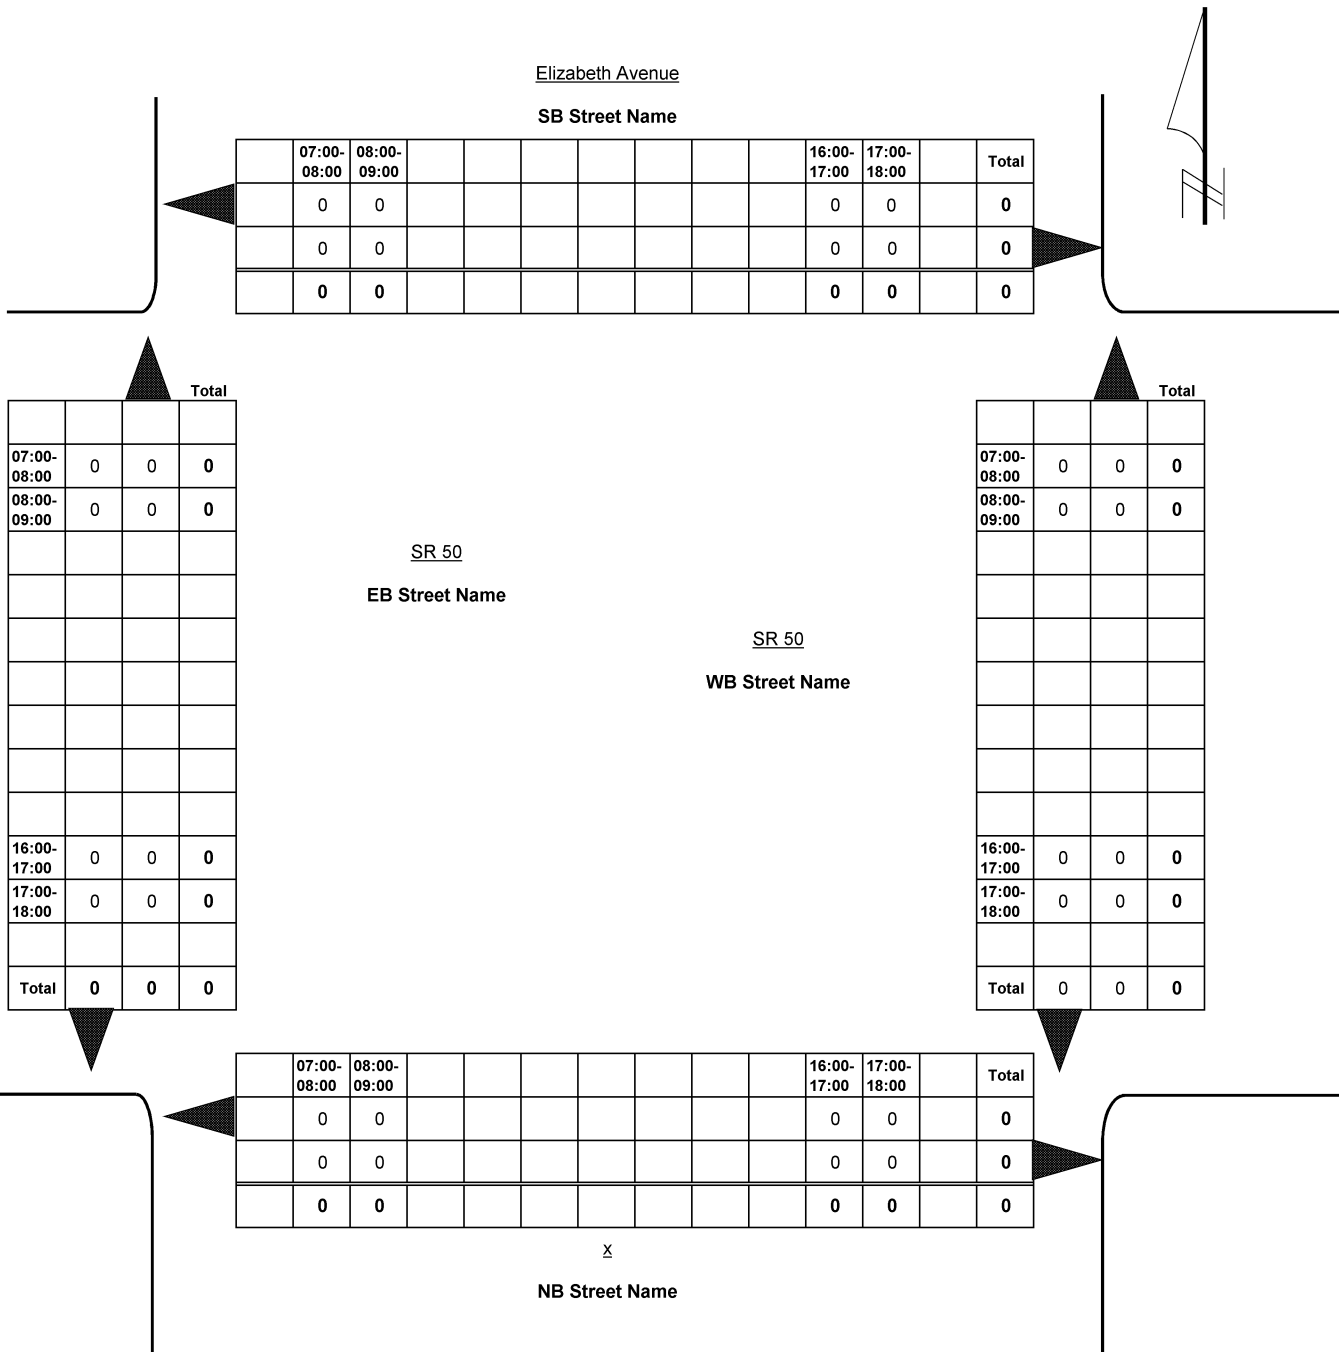 Elizabeth Avenue
SB Street Name
07:00-08:00 08:00-09:00 16:00-17:00 17:00-18:00 Total
0 0 0 0 0
0 0 0 0 0
0 0 0 0 0
Total
07:00-08:00 0 0 0
08:00-09:00 0 0 0
16:00-17:00 0 0 0
17:00-18:00 0 0 0
Total 0 0 0
SR 50
EB Street Name
SR 50
WB Street Name
Total
07:00-08:00 0 0 0
08:00-09:00 0 0 0
16:00-17:00 0 0 0
17:00-18:00 0 0 0
Total 0 0 0
07:00-08:00 08:00-09:00 16:00-17:00 17:00-18:00 Total
0 0 0 0 0
0 0 0 0 0
0 0 0 0 0
x
NB Street Name